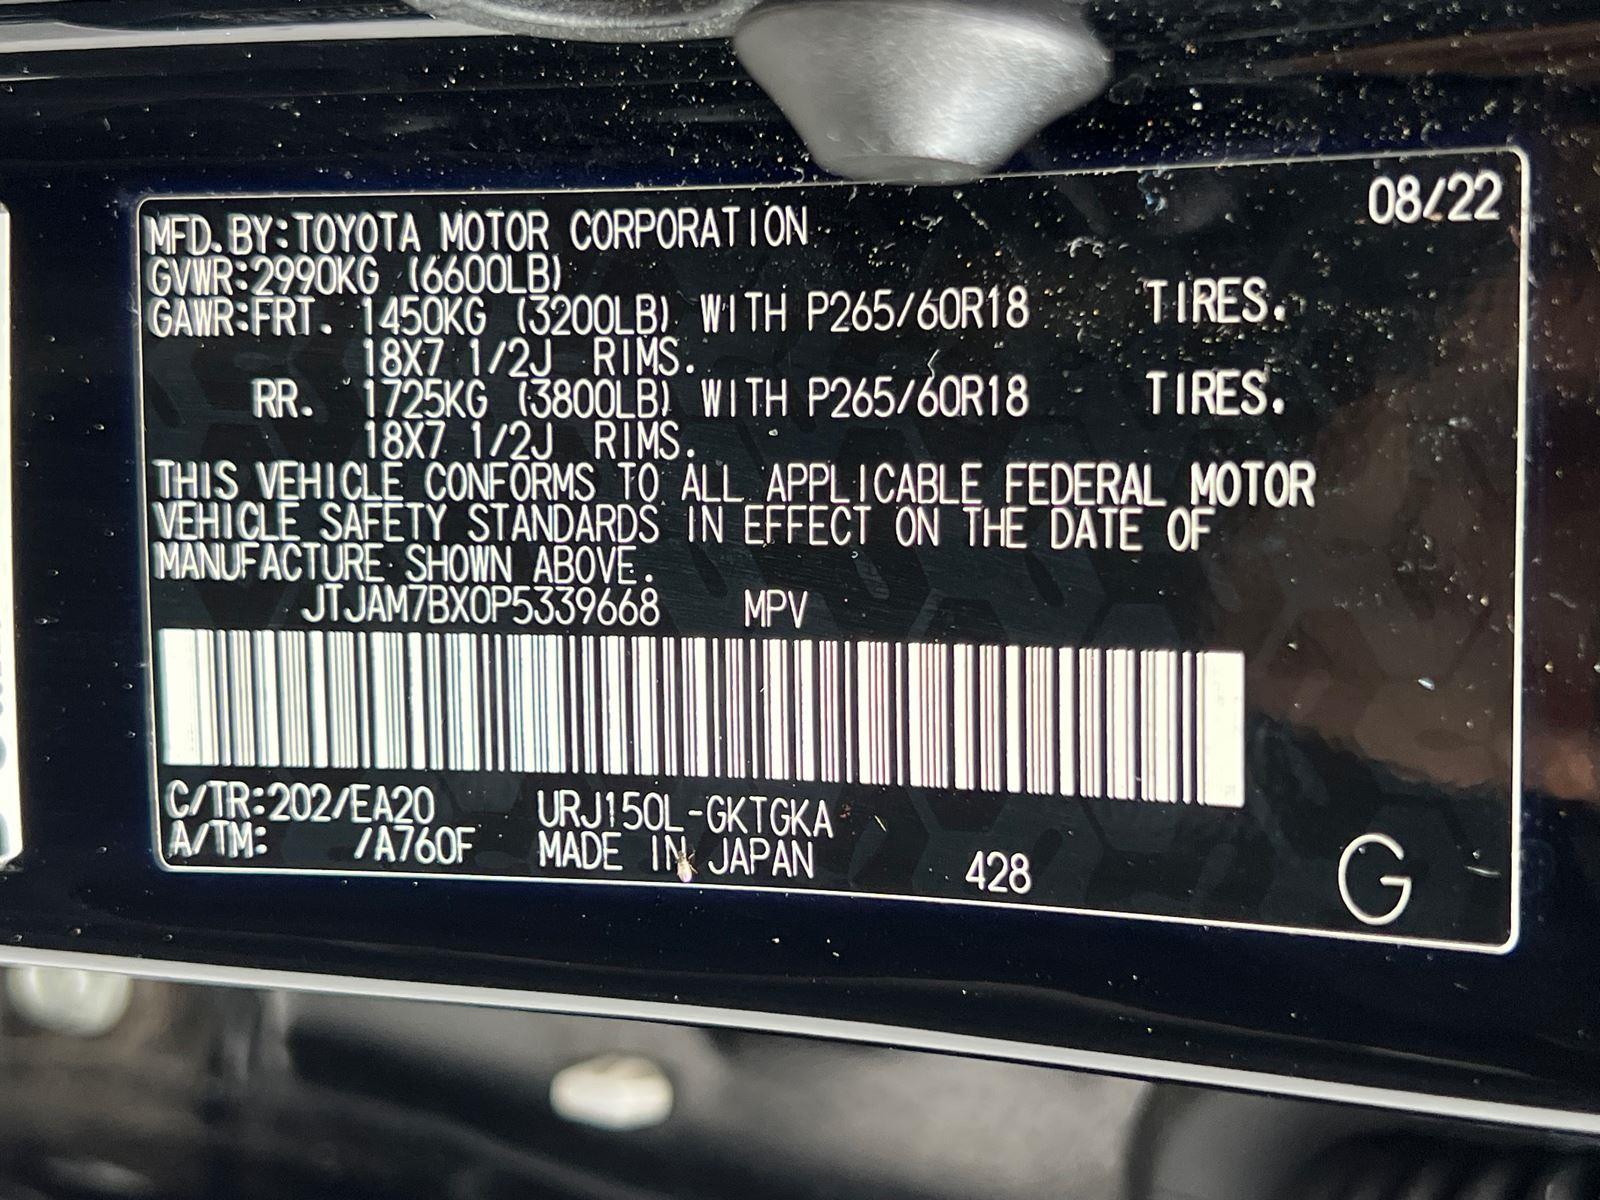 08/22
MFD.BY:TOYOTA MOTOR CORPORATION
GVWR:2990KG (6600LB)
GAWR:FRT. 1450KG (3200LB) WITH P265/60R18 TIRES.
18X7 1/2J RIMS.
RR. 1725KG (3800LB) WITH P265/60R18 TIRES.
18X7 1/2J RIMS.
THIS VEHICLE CONFORMS TO ALL APPLICABLE FEDERAL MOTOR
VEHICLE SAFETY STANDARDS IN EFFECT ON THE DATE OF
MANUFACTURE SHOWN ABOVE.
JTJAM7BX0P5339668 MPV
C/TR:202/EA20 URJ150L-GKTGKA
A/TM: /A760F MADE IN JAPAN 428 G